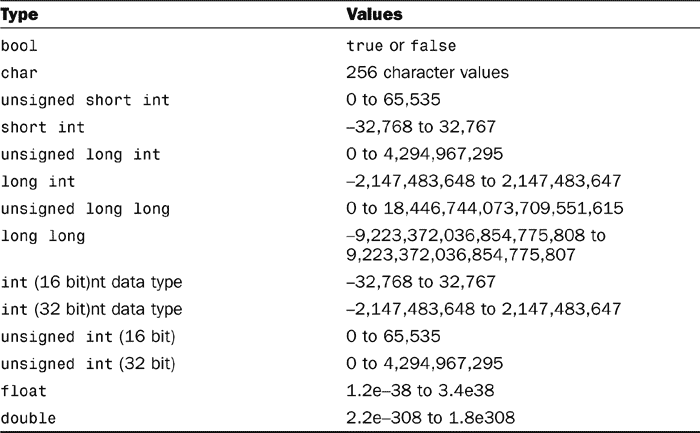 Type Values
bool true or false
char 256 character values
unsigned short int 0 to 65,535
short int –32,768 to 32,767
unsigned long int 0 to 4,294,967,295
long int –2,147,483,648 to 2,147,483,647
unsigned long long 0 to 18,446,744,073,709,551,615
long long –9,223,372,036,854,775,808 to
9,223,372,036,854,775,807
int (16 bit)nt data type –32,768 to 32,767
int (32 bit)nt data type –2,147,483,648 to 2,147,483,647
unsigned int (16 bit) 0 to 65,535
unsigned int (32 bit) 0 to 4,294,967,295
float 1.2e–38 to 3.4e38
double 2.2e–308 to 1.8e308